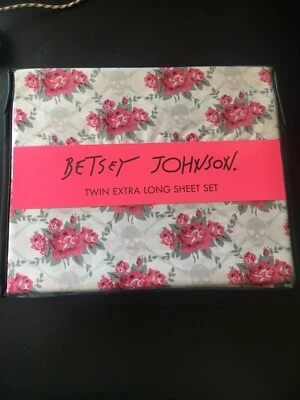 BETSEY JOHNSON.
TWIN EXTRA LONG SHEET SET